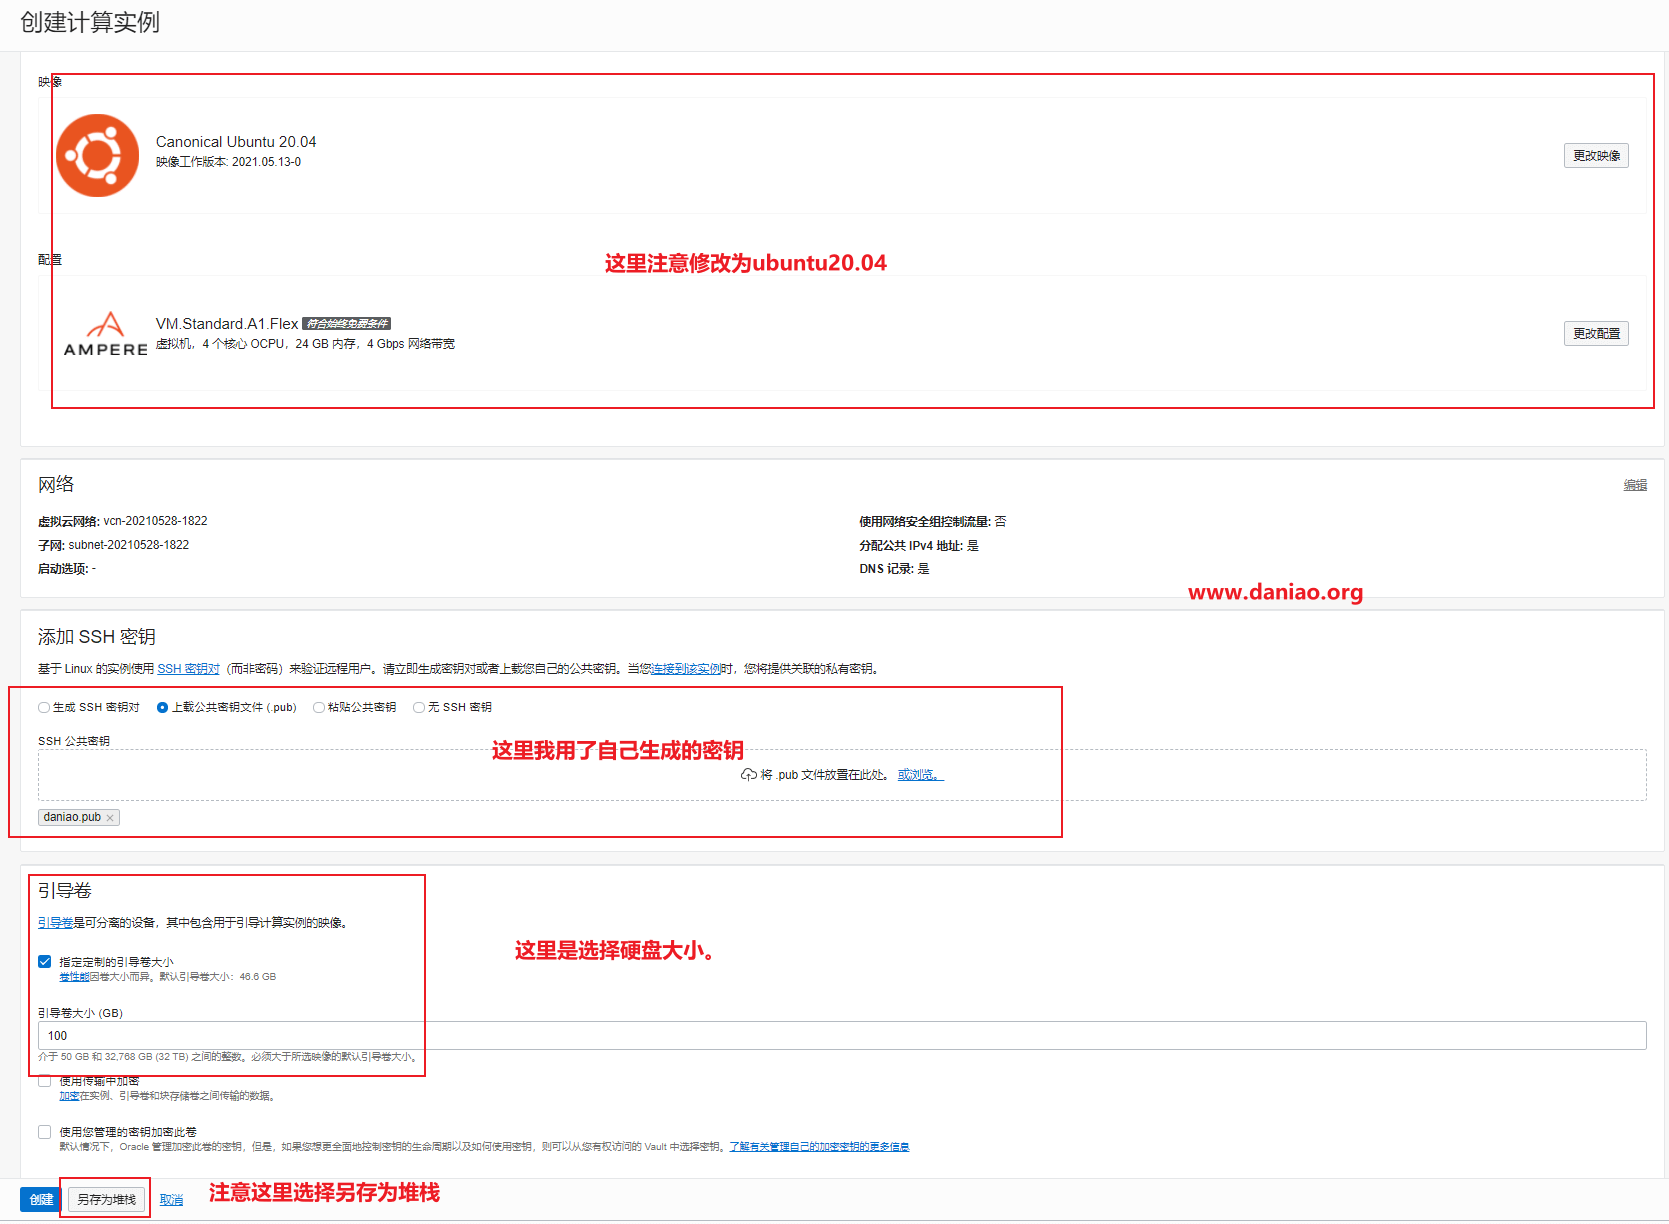 创建计算实例
映像
Canonical Ubuntu 20.04
映像工作版本: 2021.05.13-0
更改映像
配置
这里注意修改为ubuntu20.04
AMPERE
VM.Standard.A1.Flex 符合始终免费条件
虚拟机，4 个核心 OCPU，24 GB 内存，4 Gbps 网络带宽
更改配置
网络
编辑
虚拟云网络: vcn-20210528-1822
子网: subnet-20210528-1822
启动选项: -
使用网络安全组控制流量: 否
分配公共 IPv4 地址: 是
DNS 记录: 是
www.daniao.org
添加 SSH 密钥
基于 Linux 的实例使用 SSH 密钥对（而非密码）来验证远程用户。请立即生成密钥对或者上载您自己的公共密钥。当您连接到该实例时，您将提供关联的私有密钥。
生成 SSH 密钥对 上载公共密钥文件 (.pub) 粘贴公共密钥 无 SSH 密钥
SSH 公共密钥
这里我用了自己生成的密钥
将 .pub 文件放置在此处。 或浏览。
daniao.pub ×
引导卷
引导卷是可分离的设备，其中包含用于引导计算实例的映像。
这里是选择硬盘大小。
指定定制的引导卷大小
卷性能因卷大小而异。默认引导卷大小：46.6 GB
引导卷大小 (GB)
100
介于 50 GB 和 32,768 GB (32 TB) 之间的整数。必须大于所选映像的默认引导卷大小。
使用传输中加密
加密在实例、引导卷和块存储卷之间传输的数据。
使用您管理的密钥加密此卷
默认情况下，Oracle 管理加密此卷的密钥，但是，如果您想更全面地控制密钥的生命周期以及如何使用密钥，则可以从您有权访问的 Vault 中选择密钥。了解有关管理自己的加密密钥的更多信息
创建 另存为堆栈 取消 注意这里选择另存为堆栈